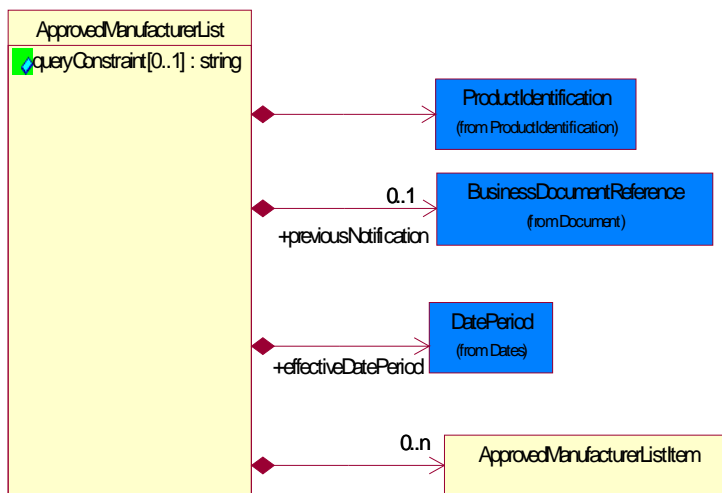 ApprovedManufacturerList
queryConstraint[0..1] : string
ProductIdentification
(from ProductIdentification)
0..1
BusinessDocumentReference
(from Document)
+previousNotification
DatePeriod
(from Dates)
+effectiveDatePeriod
0..n
ApprovedManufacturerListItem